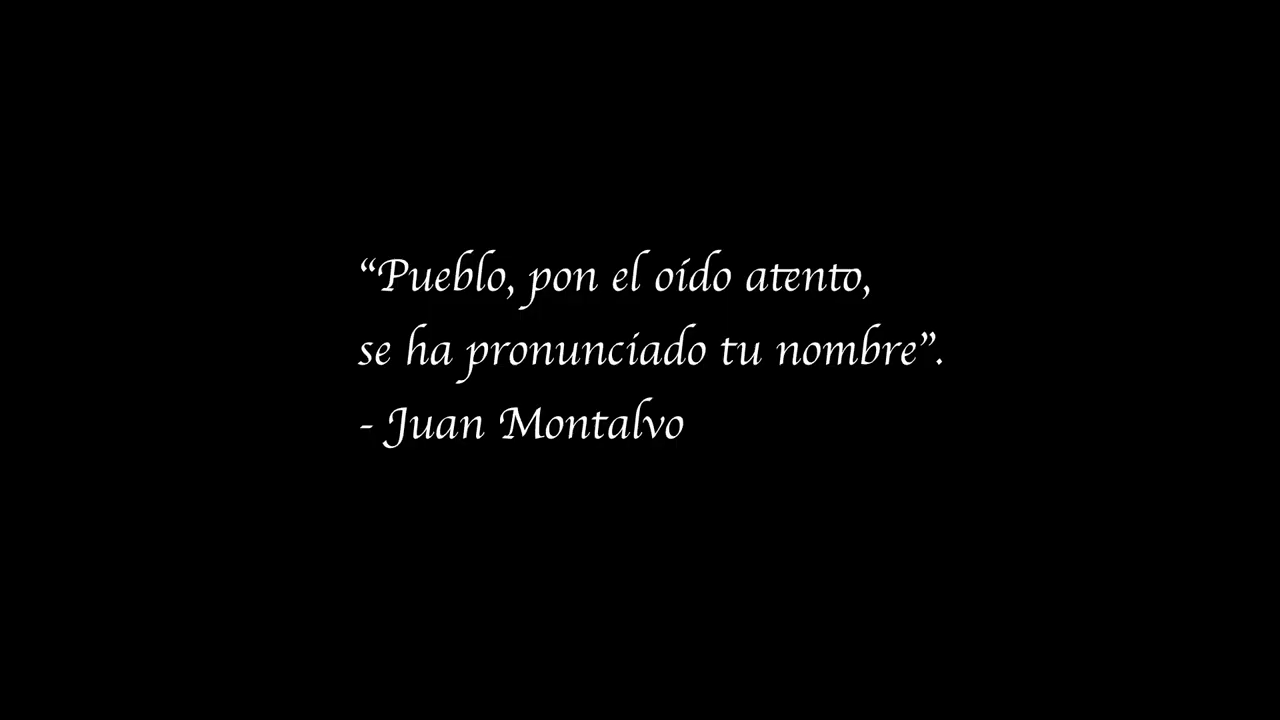 “Pueblo, pon el oído atento,
se ha pronunciado tu nombre”.
- Juan Montalvo